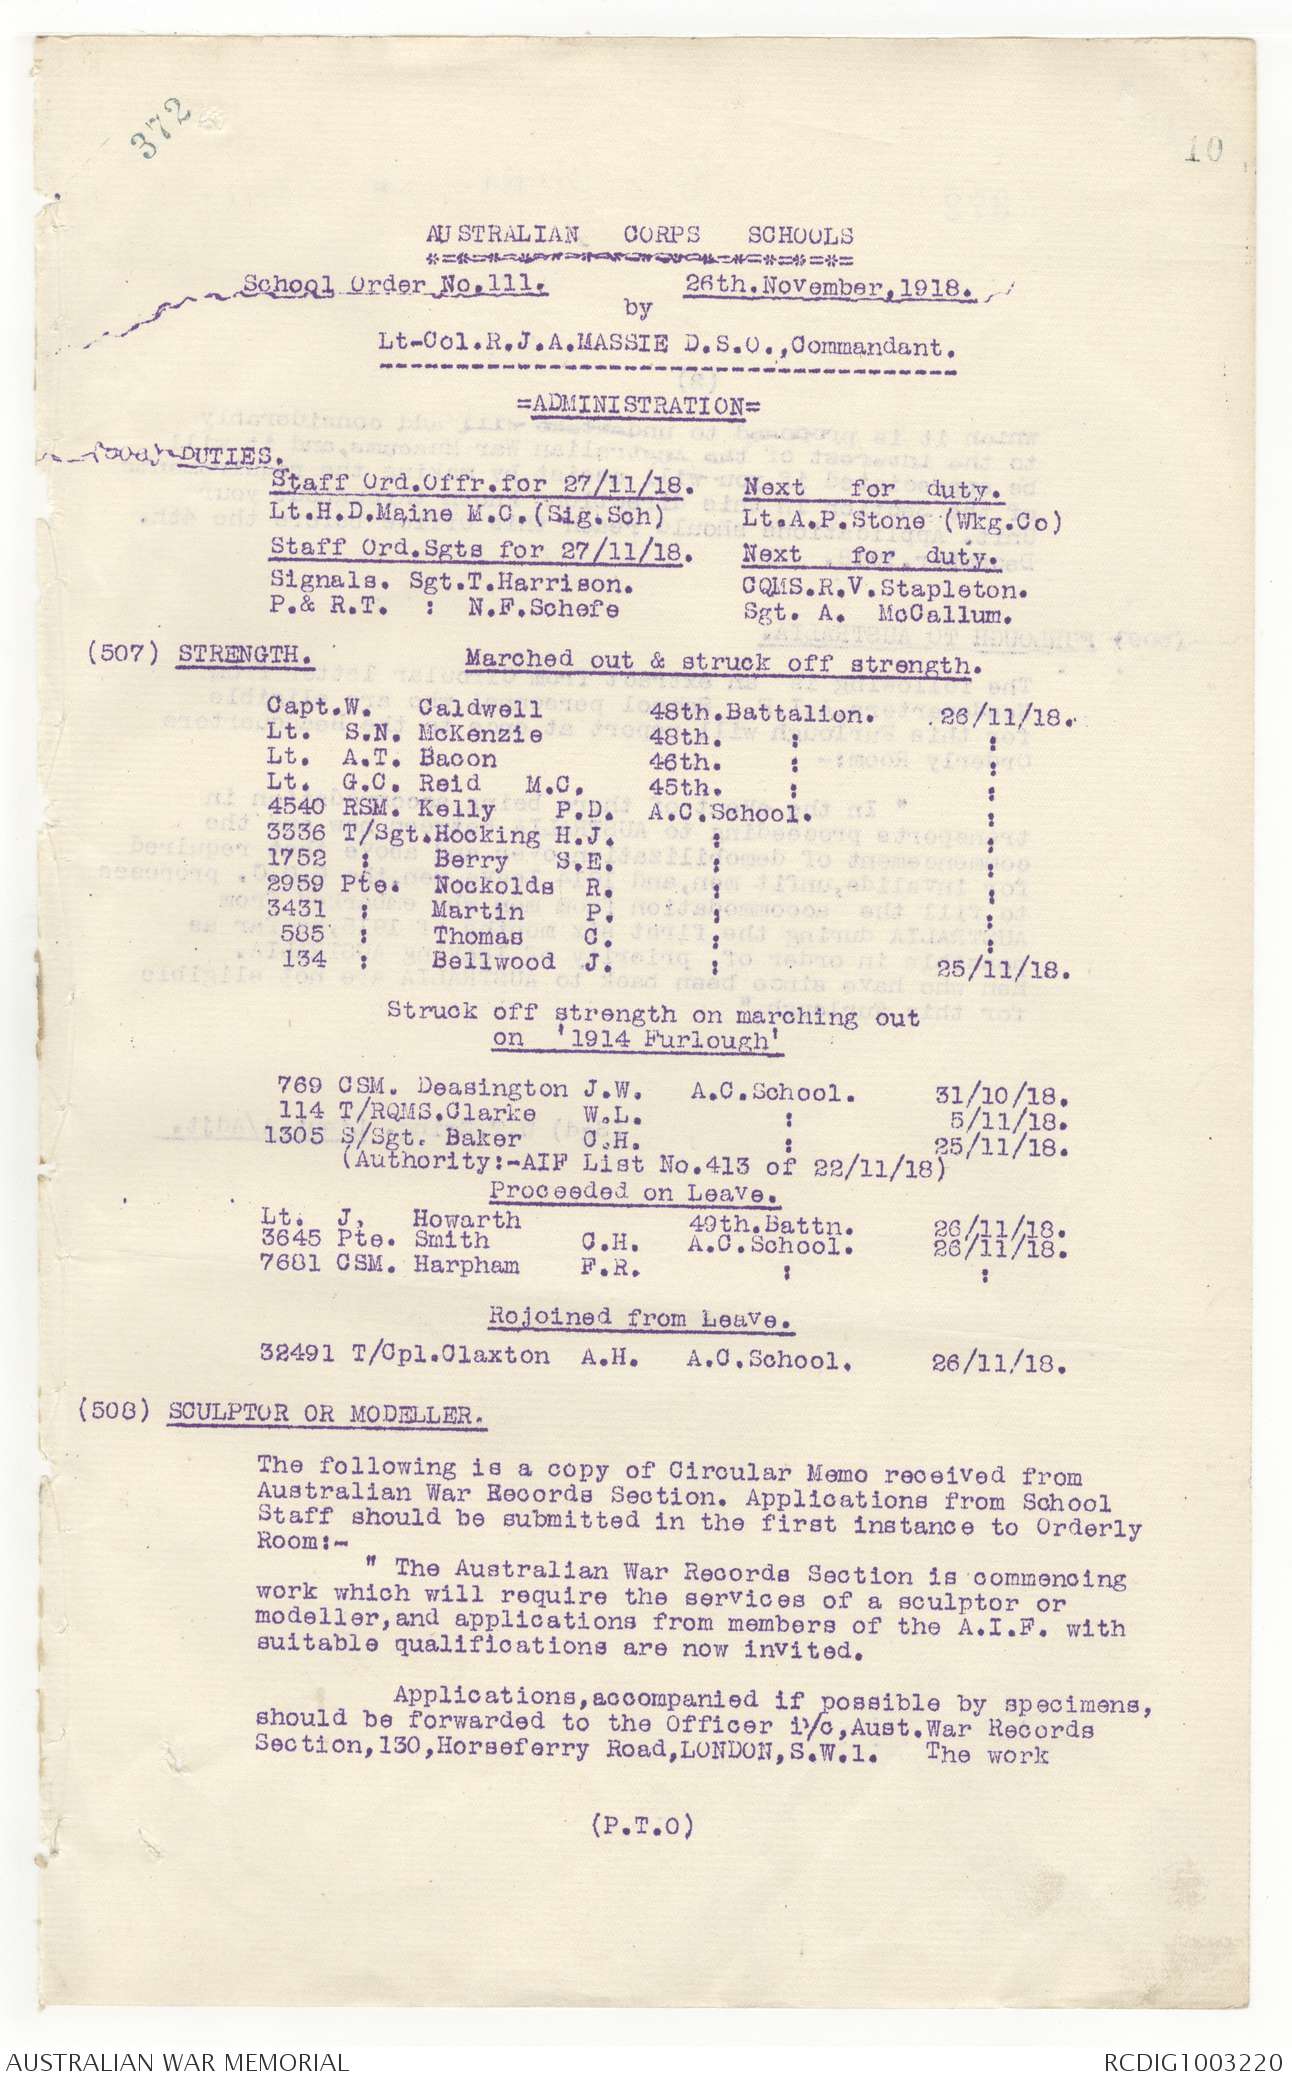 372
10
AUSTRALIAN CORPS SCHOOLS
*=*=*=*=*=*=*=*=*=*=*=*=*=*=
School Order No.111. 26th.November,1918.
by
Lt-Col.R.J.A.MASSIE D.S.O.,Commandant.
=ADMINISTRATION=
(506) DUTIES.
Staff Ord.Offr.for 27/11/18. Next for duty.
Lt.H.D.Maine M.C.(Sig.Sch) Lt.A.P.Stone (Wkg.Co)
Staff Ord.Sgts for 27/11/18. Next for duty.
Signals. Sgt.T.Harrison. CQMS.R.V.Stapleton.
P.& R.T. : N.F.Schefe Sgt. A. McCallum.
(507) STRENGTH. Marched out & struck off strength.
Capt.W. Caldwell 48th.Battalion. 26/11/18.
Lt. S.N. McKenzie 48th. : :
Lt. A.T. Bacon 46th. : :
Lt. G.C. Reid M.C. 45th. : :
4540 RSM. Kelly P.D. A.C.School. :
3336 T/Sgt.Hocking H.J. : :
1752 : Berry S.E. : :
2959 Pte. Nockolds R. : :
3431 : Martin P. : :
585 : Thomas C. : :
134 : Bellwood J. : 25/11/18.
Struck off strength on marching out
on '1914 Furlough'
769 CSM. Deasington J.W. A.C.School. 31/10/18.
114 T/RQMS.Clarke W.L. : 5/11/18.
1305 S/Sgt. Baker C.H. : 25/11/18.
(Authority:-AIF List No.413 of 22/11/18)
Proceeded on Leave.
Lt. J. Howarth 49th.Battn. 26/11/18.
3645 Pte. Smith C.H. A.C.School. 26/11/18.
7681 CSM. Harpham F.R. : :
Rojoined from Leave.
32491 T/Cpl.Claxton A.H. A.C.School. 26/11/18.
(508) SCULPTOR OR MODELLER.
The following is a copy of Circular Memo received from
Australian War Records Section. Applications from School
Staff should be submitted in the first instance to Orderly
Room:-
" The Australian War Records Section is commencing
work which will require the services of a sculptor or
modeller,and applications from members of the A.I.F. with
suitable qualifications are now invited.
Applications,accompanied if possible by specimens,
should be forwarded to the Officer i/c,Aust.War Records
Section,130,Horseferry Road,LONDON,S.W.1. The work
(P.T.O)
AUSTRALIAN WAR MEMORIAL RCDIG1003220